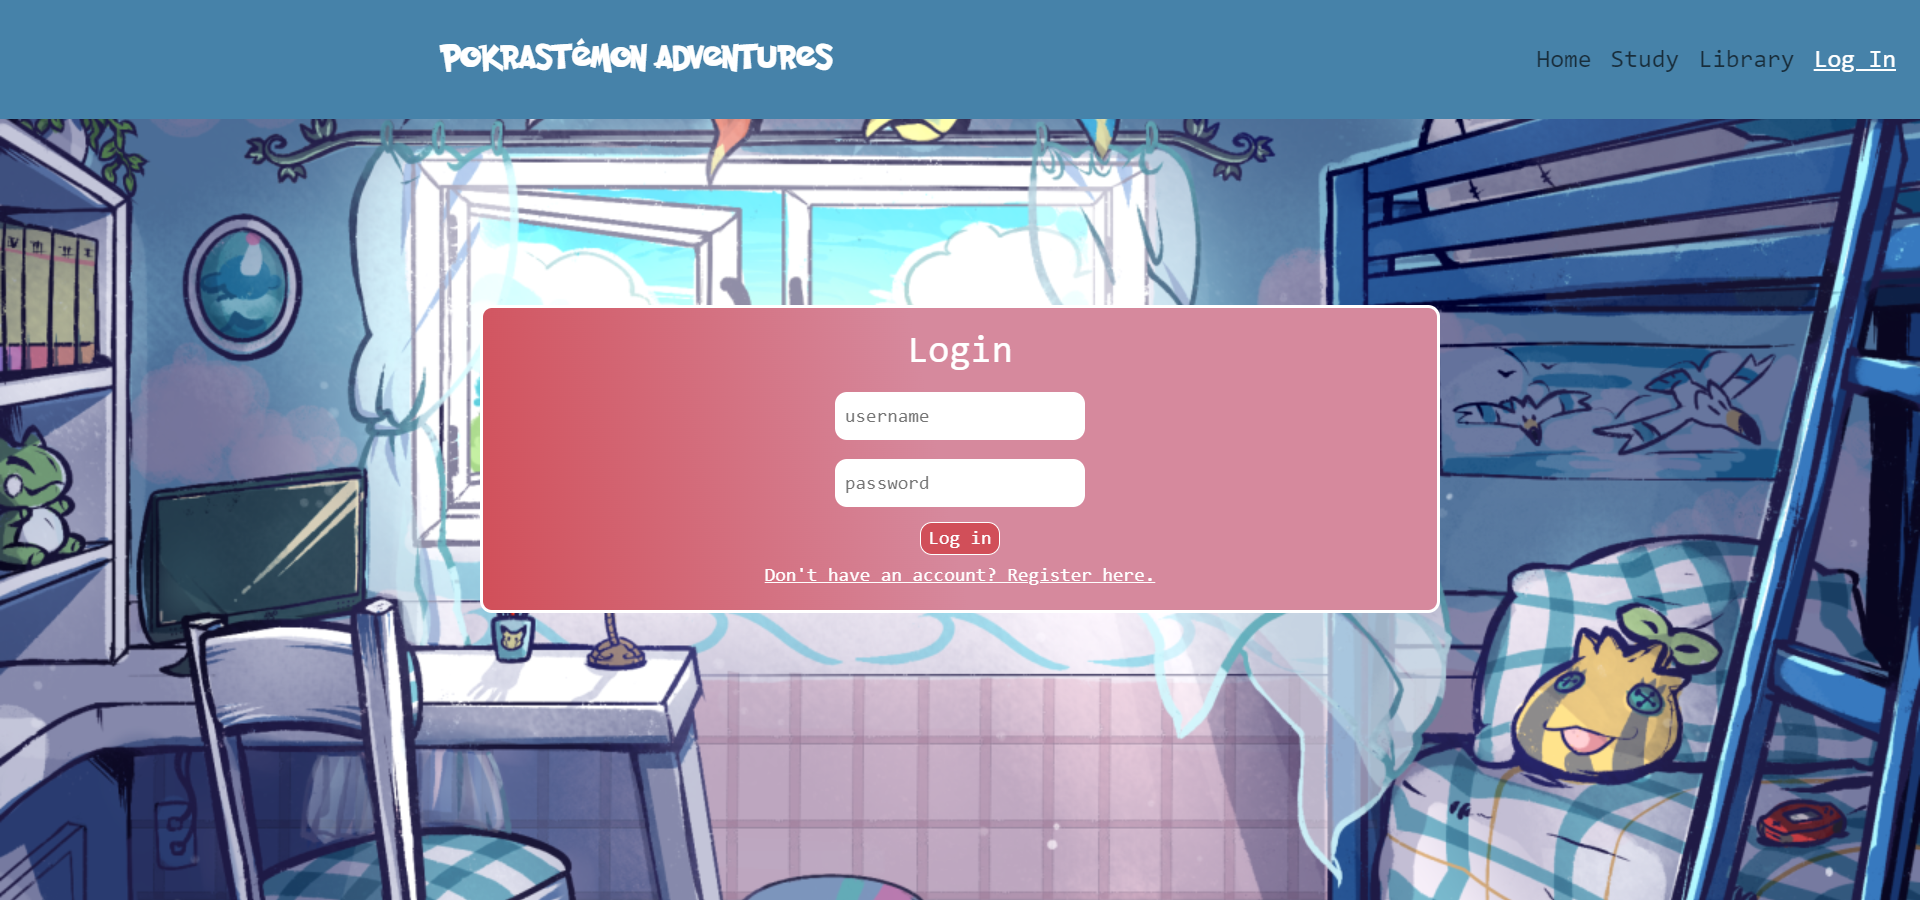 POKRASTéMON ADVENTURES
Home Study Library Log In
Login
username
password
Log in
Don't have an account? Register here.